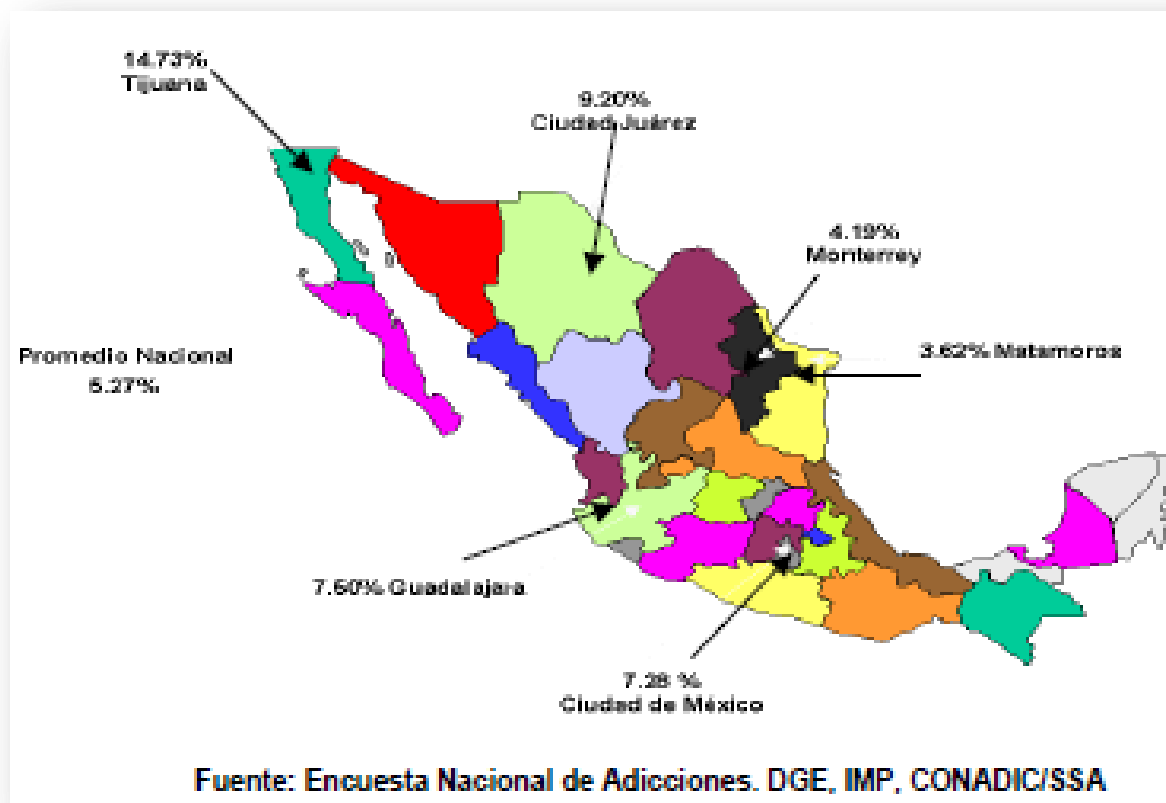 14.73%
Tijuana
9.20%
Ciudad Juárez
4.19%
Monterrey
Promedio Nacional
5.27%
3.62% Matamoros
7.60% Guadalajara
7.28 %
Ciudad de México
Fuente: Encuesta Nacional de Adicciones. DGE, IMP, CONADIC/SSA